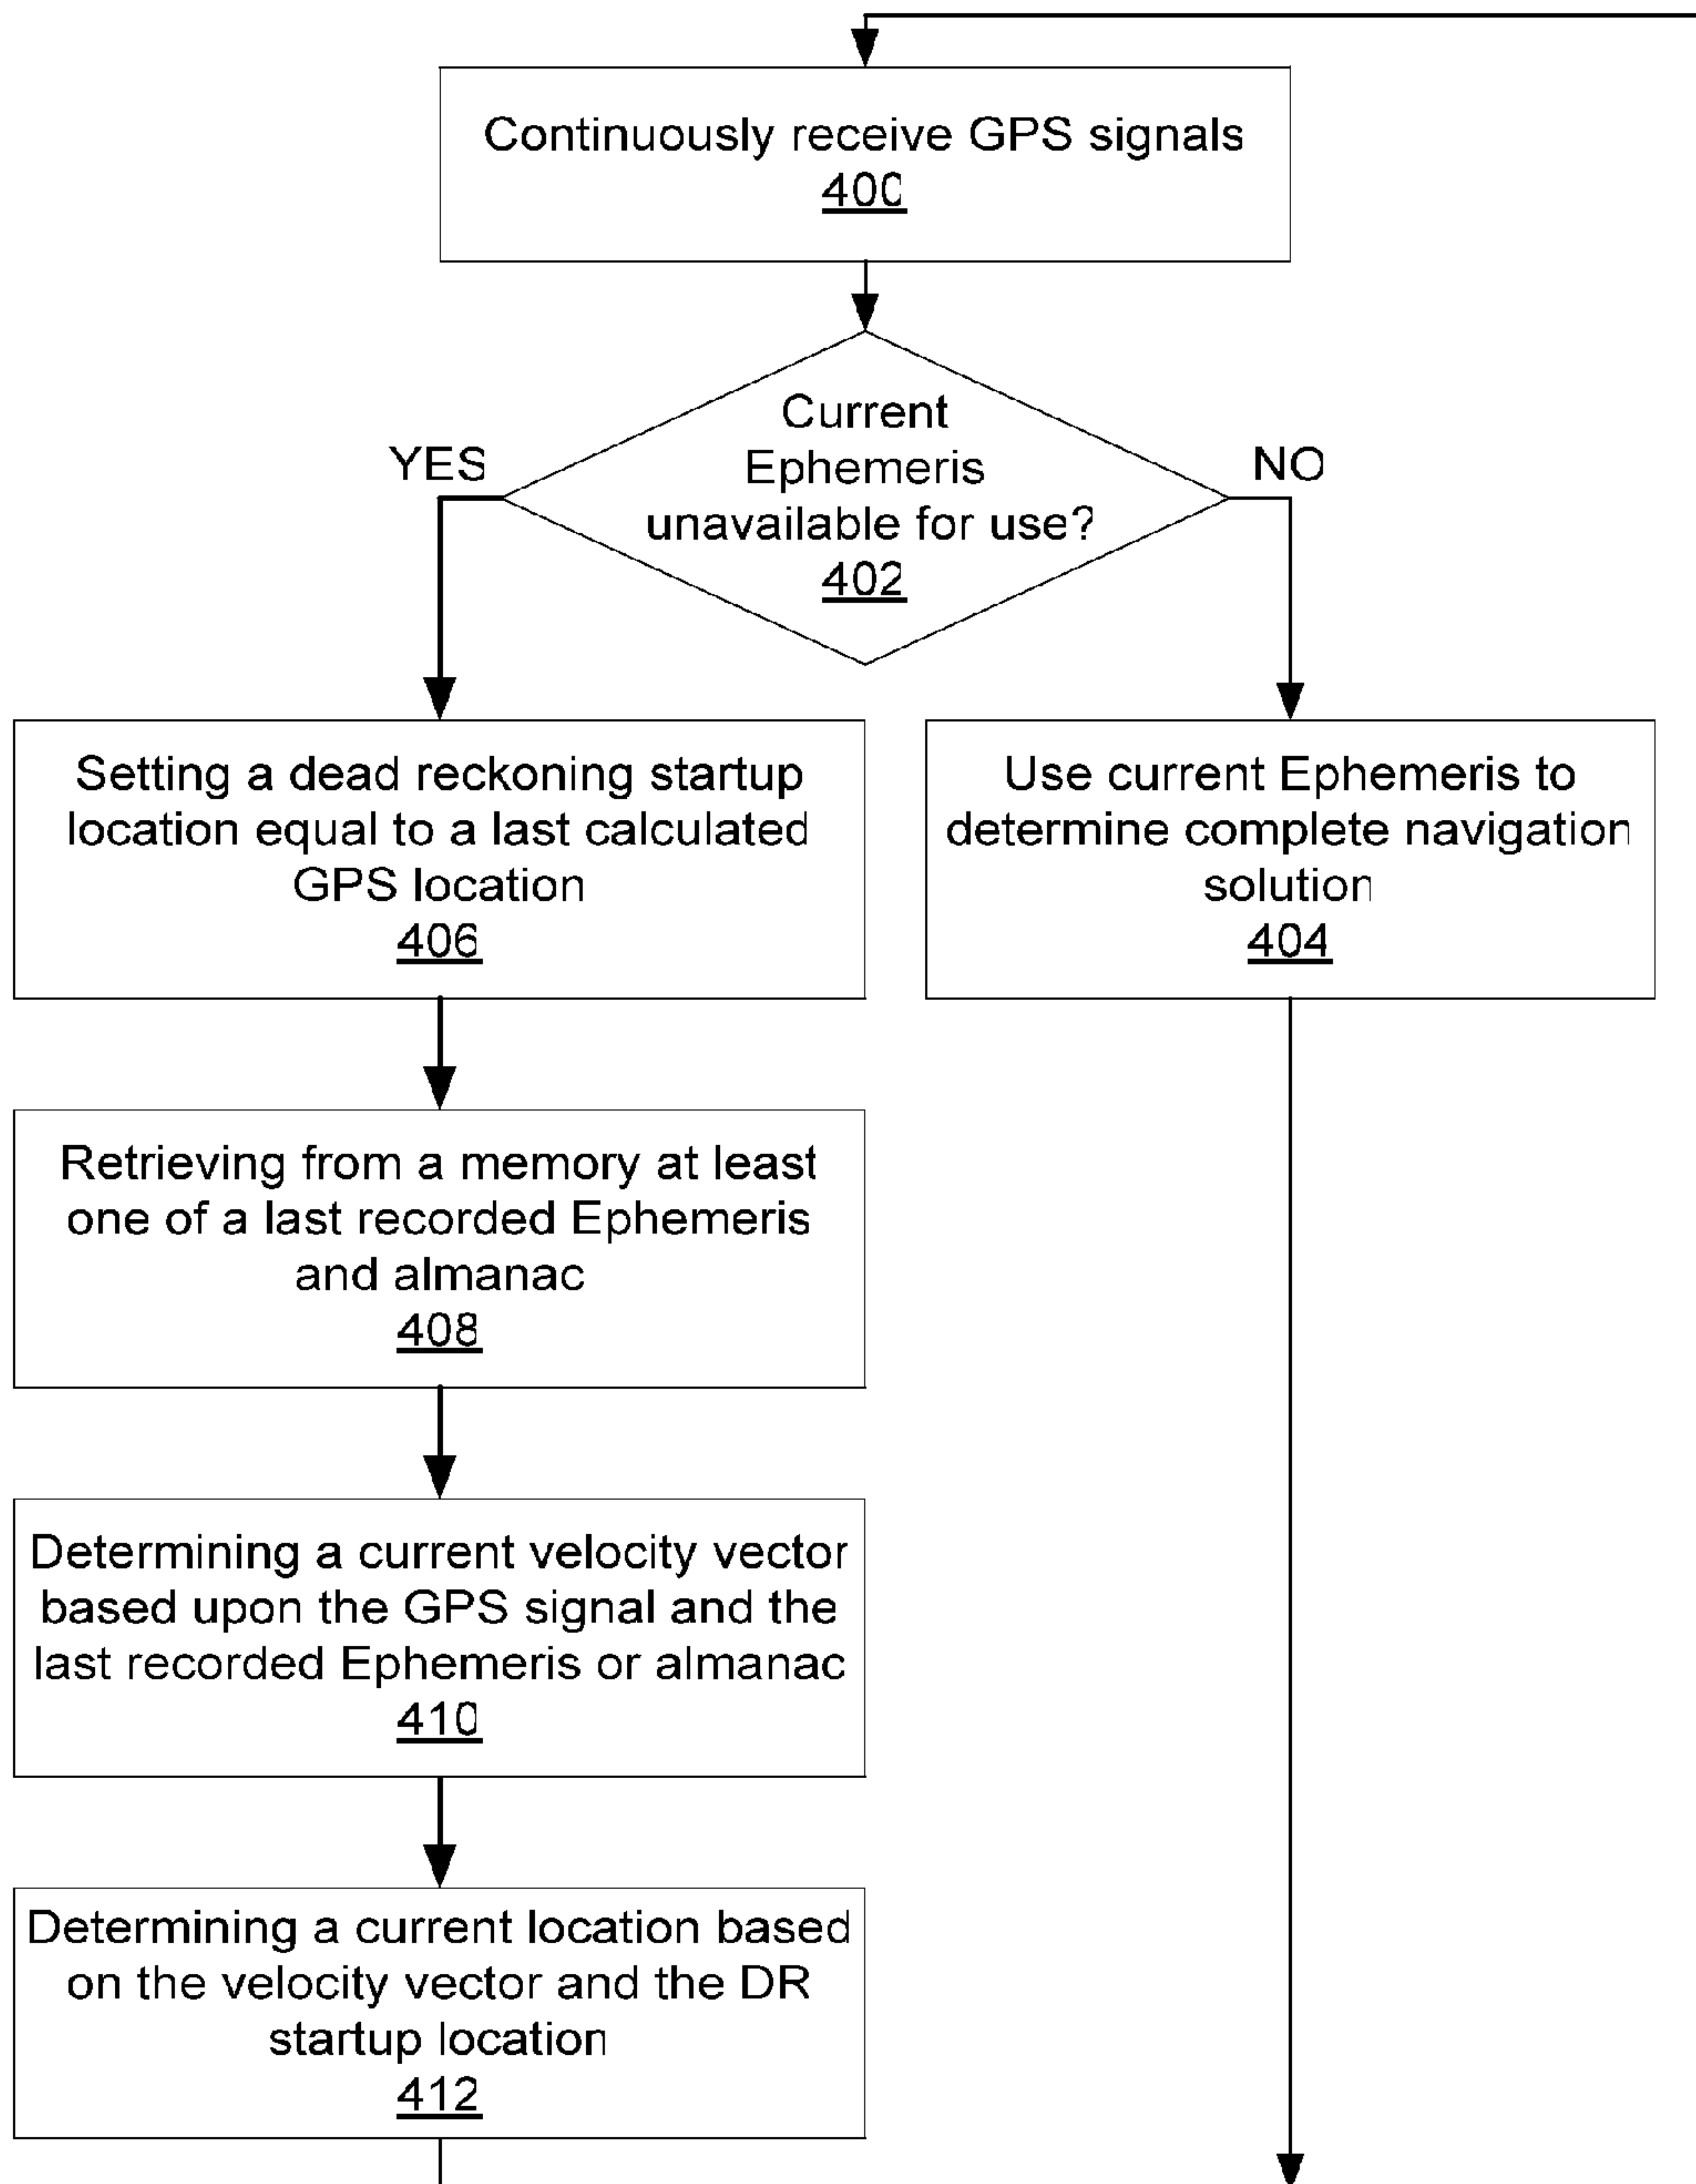 Continuously receive GPS signals
400
Current
Ephemeris
unavailable for use?
402
YES
NO
Setting a dead reckoning startup
location equal to a last calculated
GPS location
406
Use current Ephemeris to
determine complete navigation
solution
404
Retrieving from a memory at least
one of a last recorded Ephemeris
and almanac
408
Determining a current velocity vector
based upon the GPS signal and the
last recorded Ephemeris or almanac
410
Determining a current location based
on the velocity vector and the DR
startup location
412